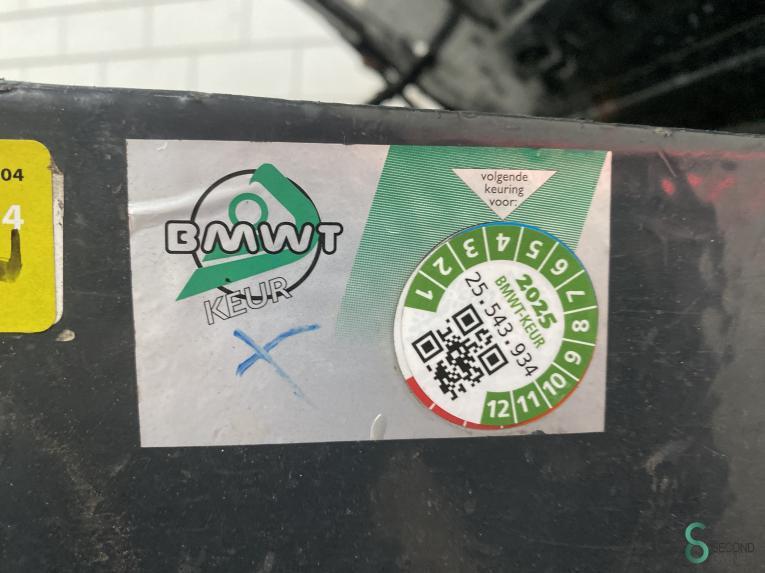 04
4
BMWT
KEUR
volgende
keuring
voor:
1 2 3 4 5 6 7 8 9 10 11 12
2025
BMWT-KEUR
25.543.934
SECOND